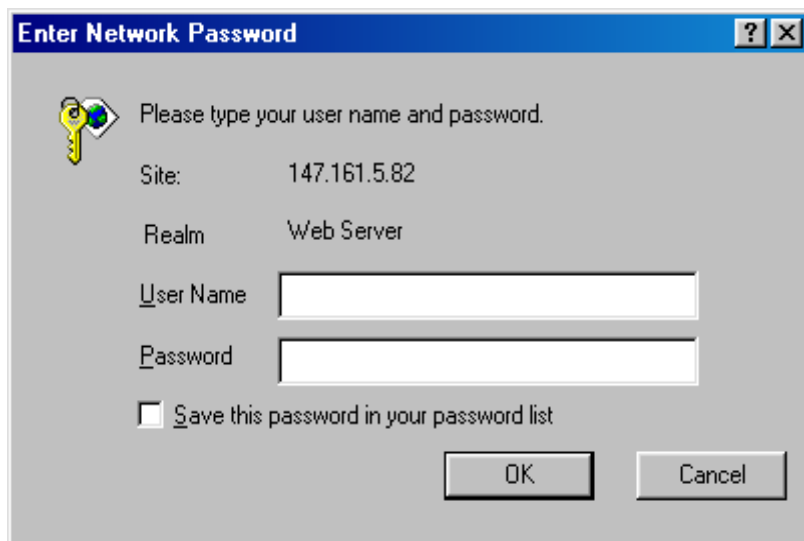 Enter Network Password
Please type your user name and password.
Site: 147.161.5.82
Realm Web Server
User Name
Password
Save this password in your password list
OK Cancel